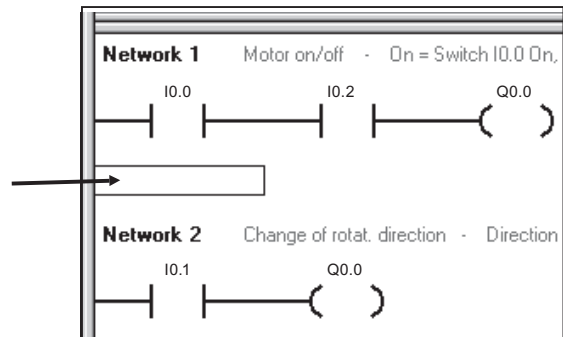 Network 1 Motor on/off - On = Switch I0.0 On,
I0.0 I0.2 Q0.0
Network 2 Change of rotat. direction - Direction
I0.1 Q0.0